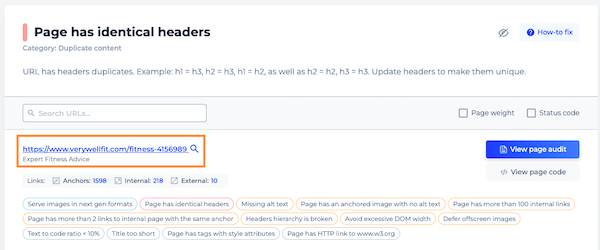 Page has identical headers
How-to fix
Category: Duplicate content
URL has headers duplicates. Example: h1 = h3, h2 = h3, h1 = h2, as well as h2 = h2, h3 = h3. Update headers to make them unique.
Search URLs...
Page weight
Status code
https://www.verywellfit.com/fitness-4156989
View page audit
Expert Fitness Advice
View page code
Links: Anchors: 1598 Internal: 218 External: 10
Serve images in next gen formats Page has identical headers Missing alt text Page has an anchored image with no alt text Page has more than 100 internal links
Page has more than 2 links to internal page with the same anchor Headers hierarchy is broken Avoid excessive DOM width Defer offscreen images
Text to code ratio < 10% Title too short Page has tags with style attributes Page has HTTP link to www.w3.org